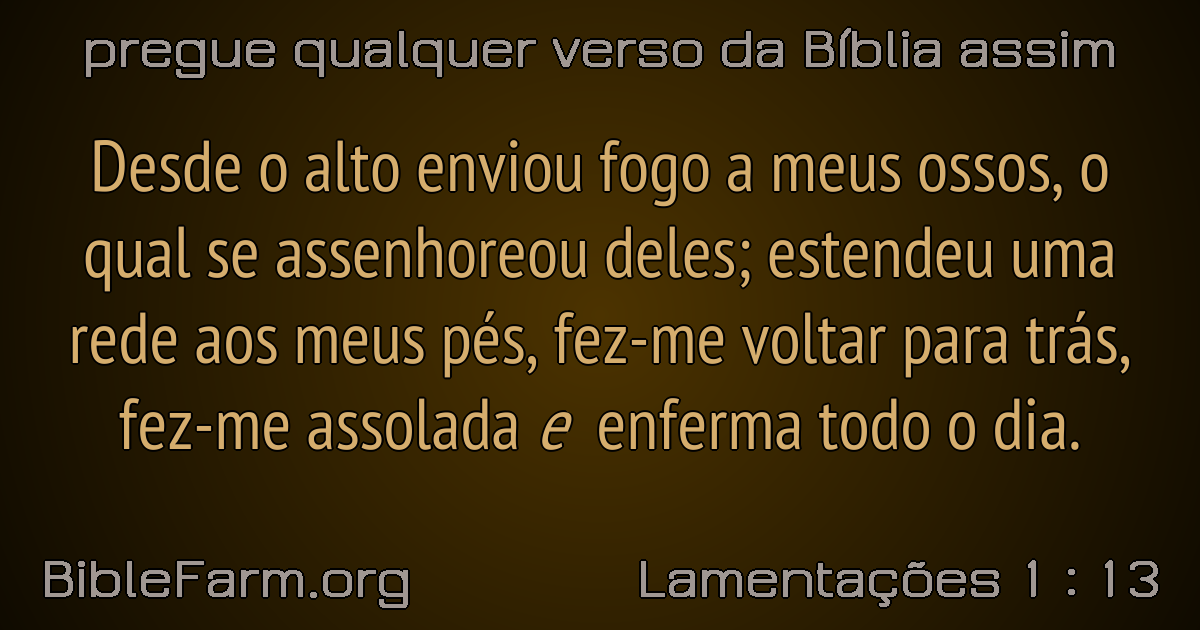 pregue qualquer verso da Bíblia assim
Desde o alto enviou fogo a meus ossos, o
qual se assenhoreou deles; estendeu uma
rede aos meus pés, fez-me voltar para trás,
fez-me assolada e enferma todo o dia.
BibleFarm.org
Lamentações 1 : 13